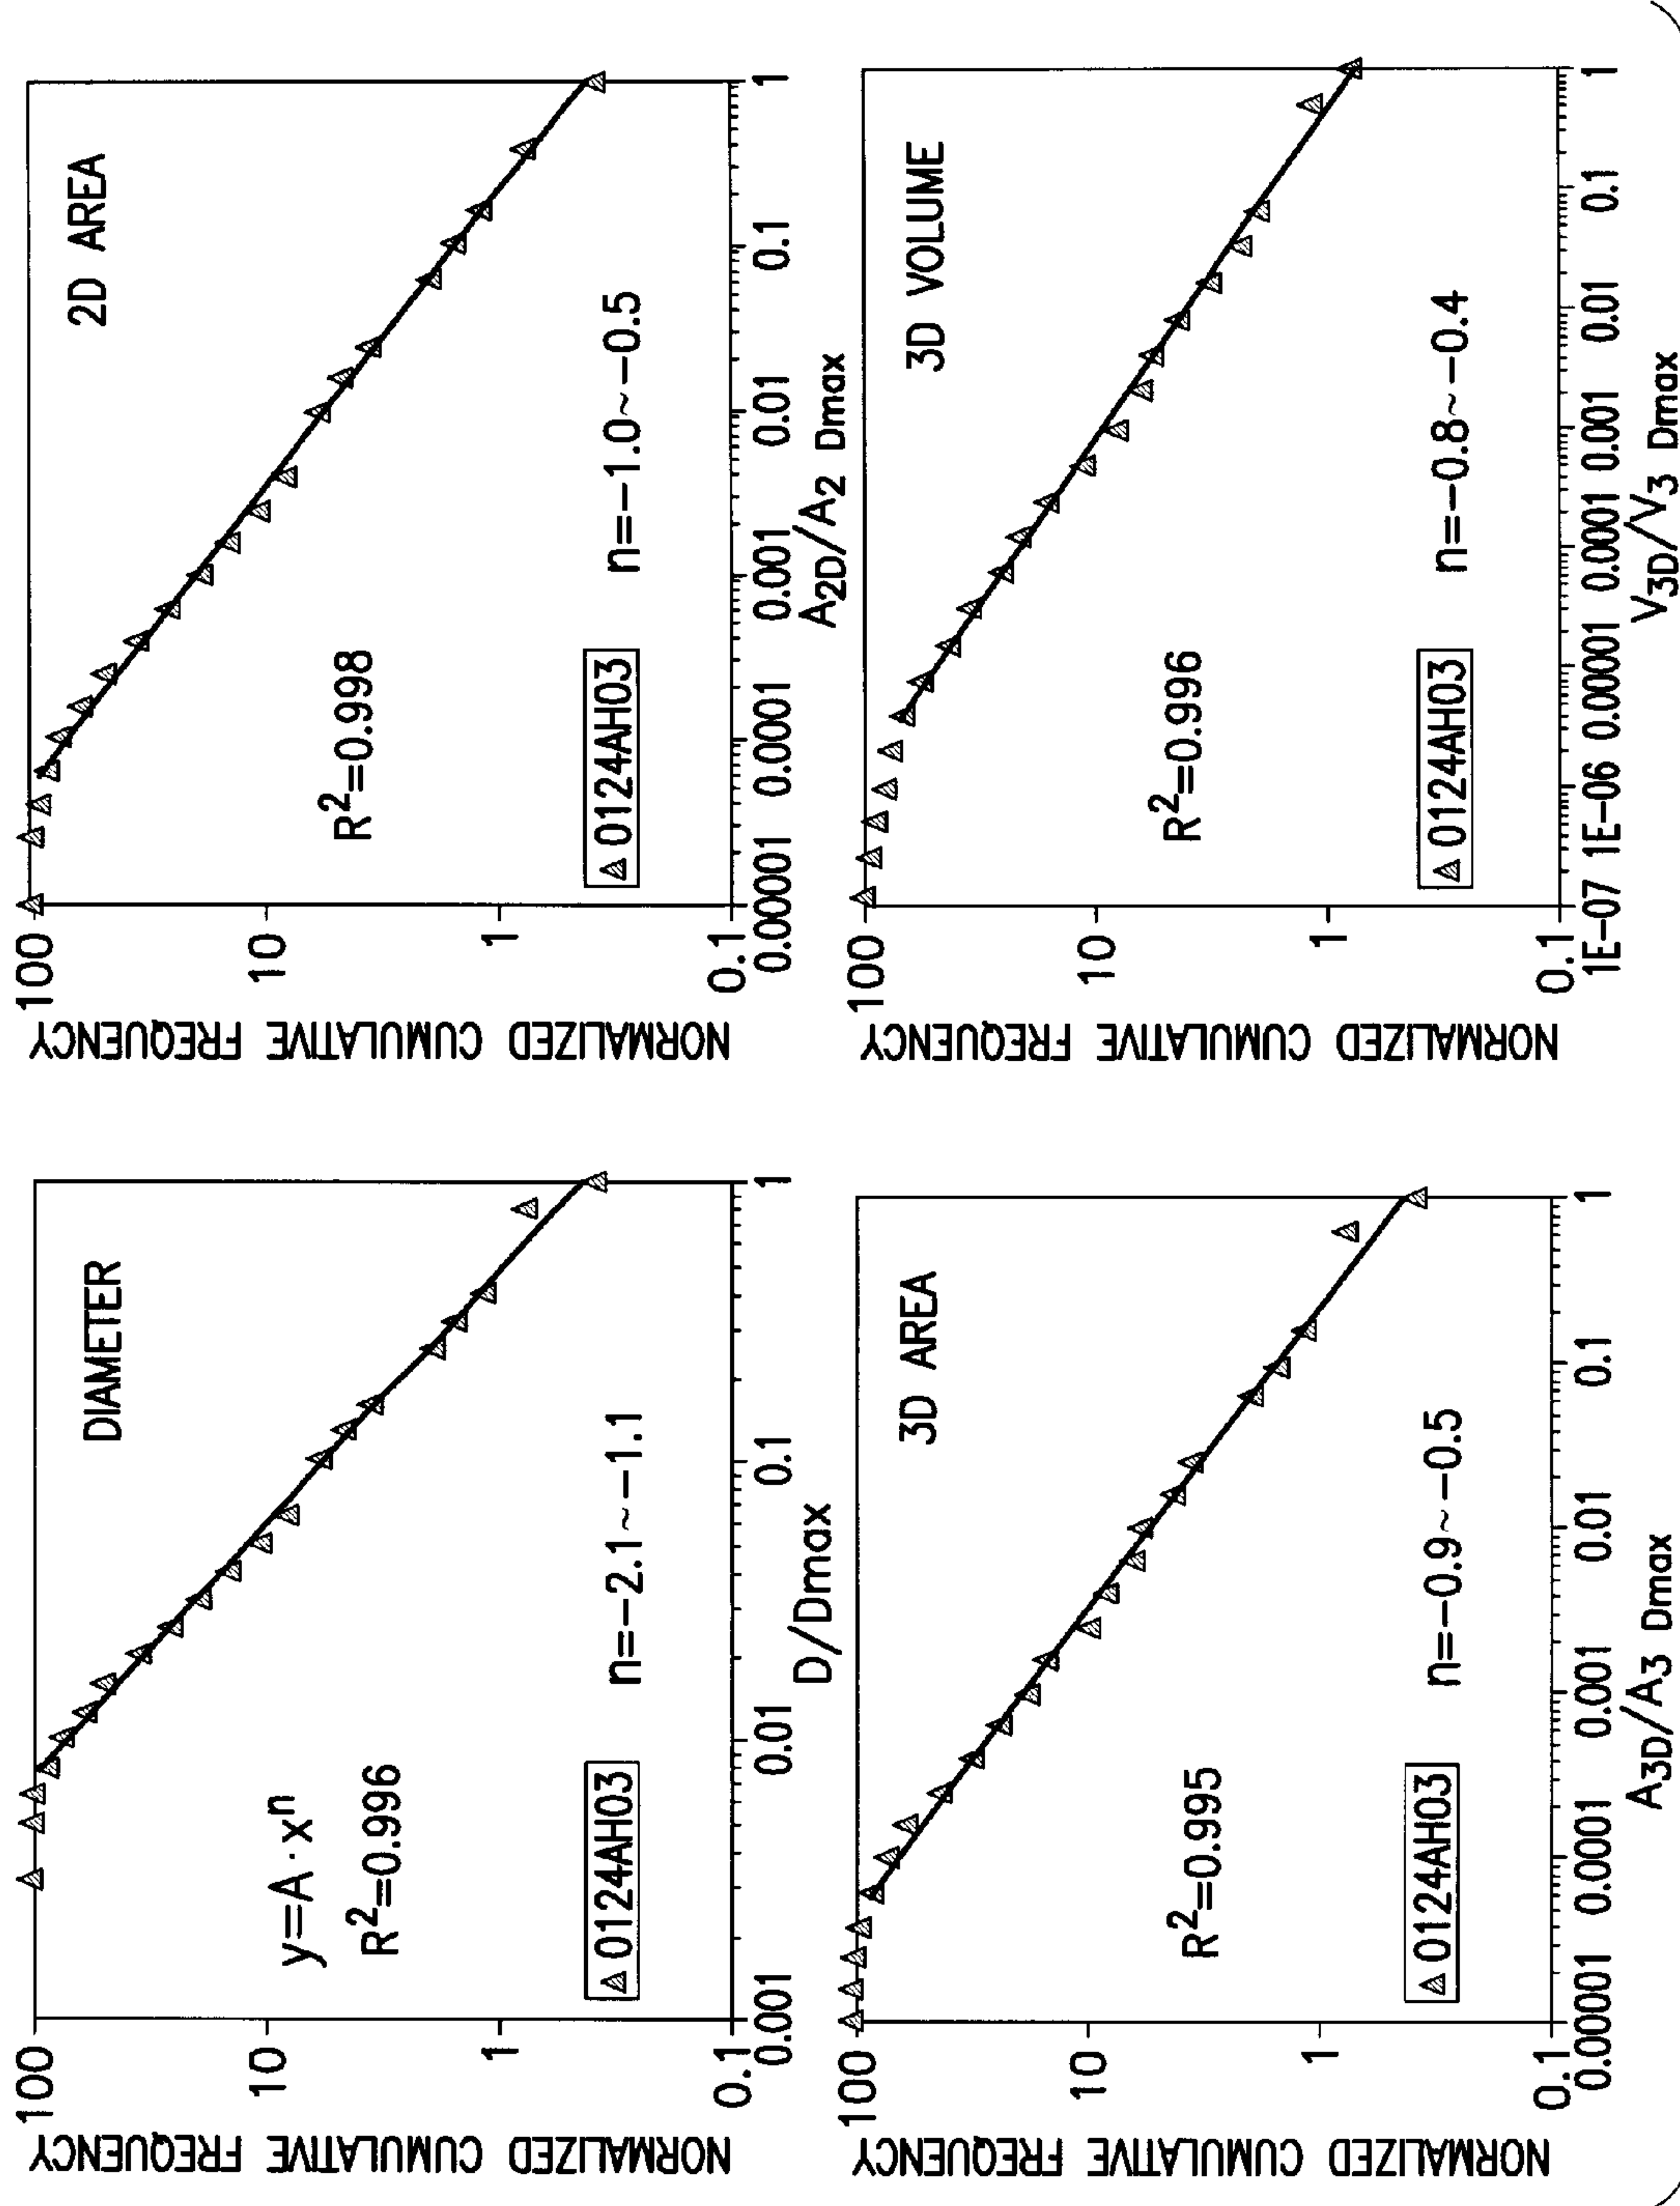 NORMALIZED CUMULATIVE FREQUENCY
100
10
1
0.1
DIAMETER
y=A·xⁿ
R²=0.996
n=-2.1~-1.1
△ 0124AH03
0.001 0.01 0.1 1
D/Dmax
NORMALIZED CUMULATIVE FREQUENCY
100
10
1
0.1
2D AREA
R²=0.998
n=-1.0~-0.5
△ 0124AH03
0.00001 0.0001 0.001 0.01 0.1 1
A2D/A2 Dmax
NORMALIZED CUMULATIVE FREQUENCY
100
10
1
0.1
3D AREA
R²=0.995
n=-0.9~-0.5
△ 0124AH03
0.00001 0.0001 0.001 0.01 0.1 1
A3D/A3 Dmax
NORMALIZED CUMULATIVE FREQUENCY
100
10
1
0.1
3D VOLUME
R²=0.996
n=-0.8~-0.4
△ 0124AH03
1E-07 1E-06 0.00001 0.0001 0.001 0.01 0.1 1
V3D/V3 Dmax